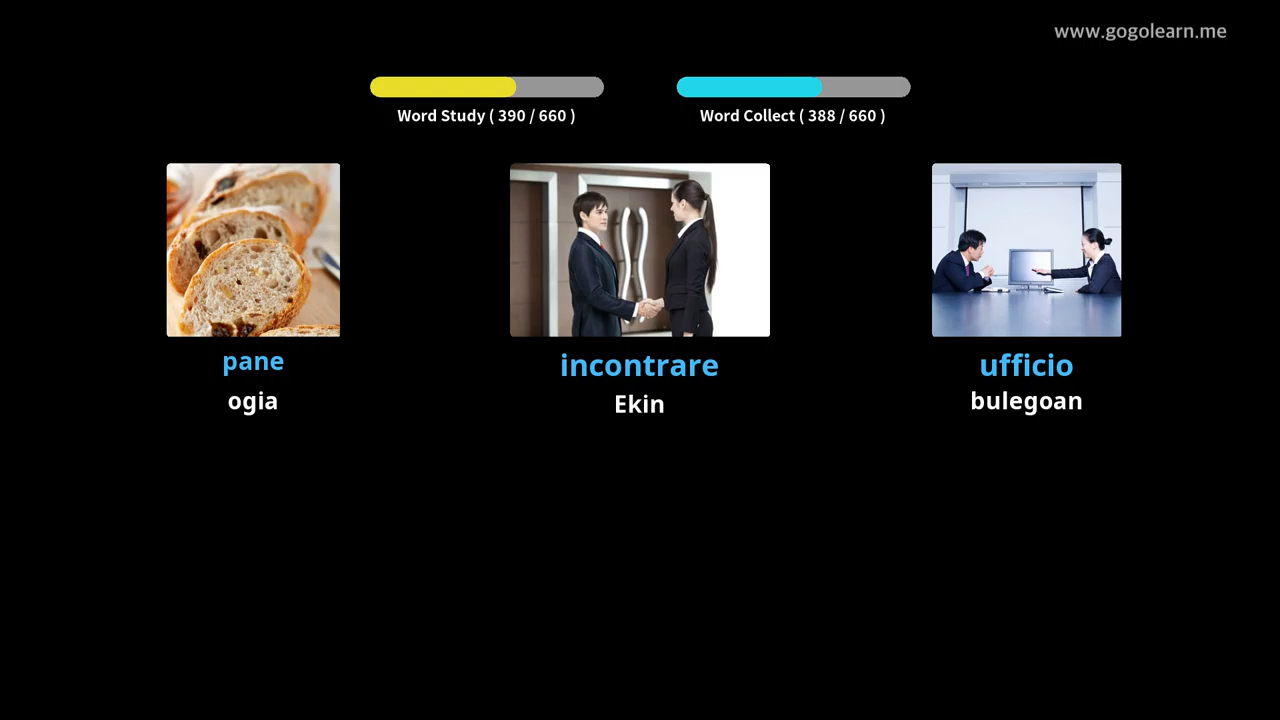 www.gogolearn.me
Word Study ( 390 / 660 )
Word Collect ( 388 / 660 )
pane
ogia
incontrare
Ekin
ufficio
bulegoan